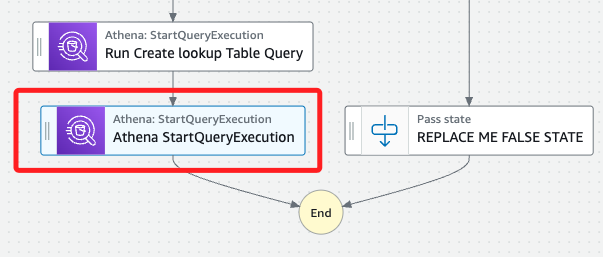 Athena: StartQueryExecution
Run Create lookup Table Query
Athena: StartQueryExecution
Athena StartQueryExecution
Pass state
REPLACE ME FALSE STATE
End